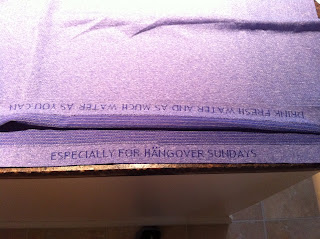 DRINK FRESH WATER AND AS MUCH WATER AS YOU CAN
ESPECIALLY FOR HANGOVER SUNDAYS